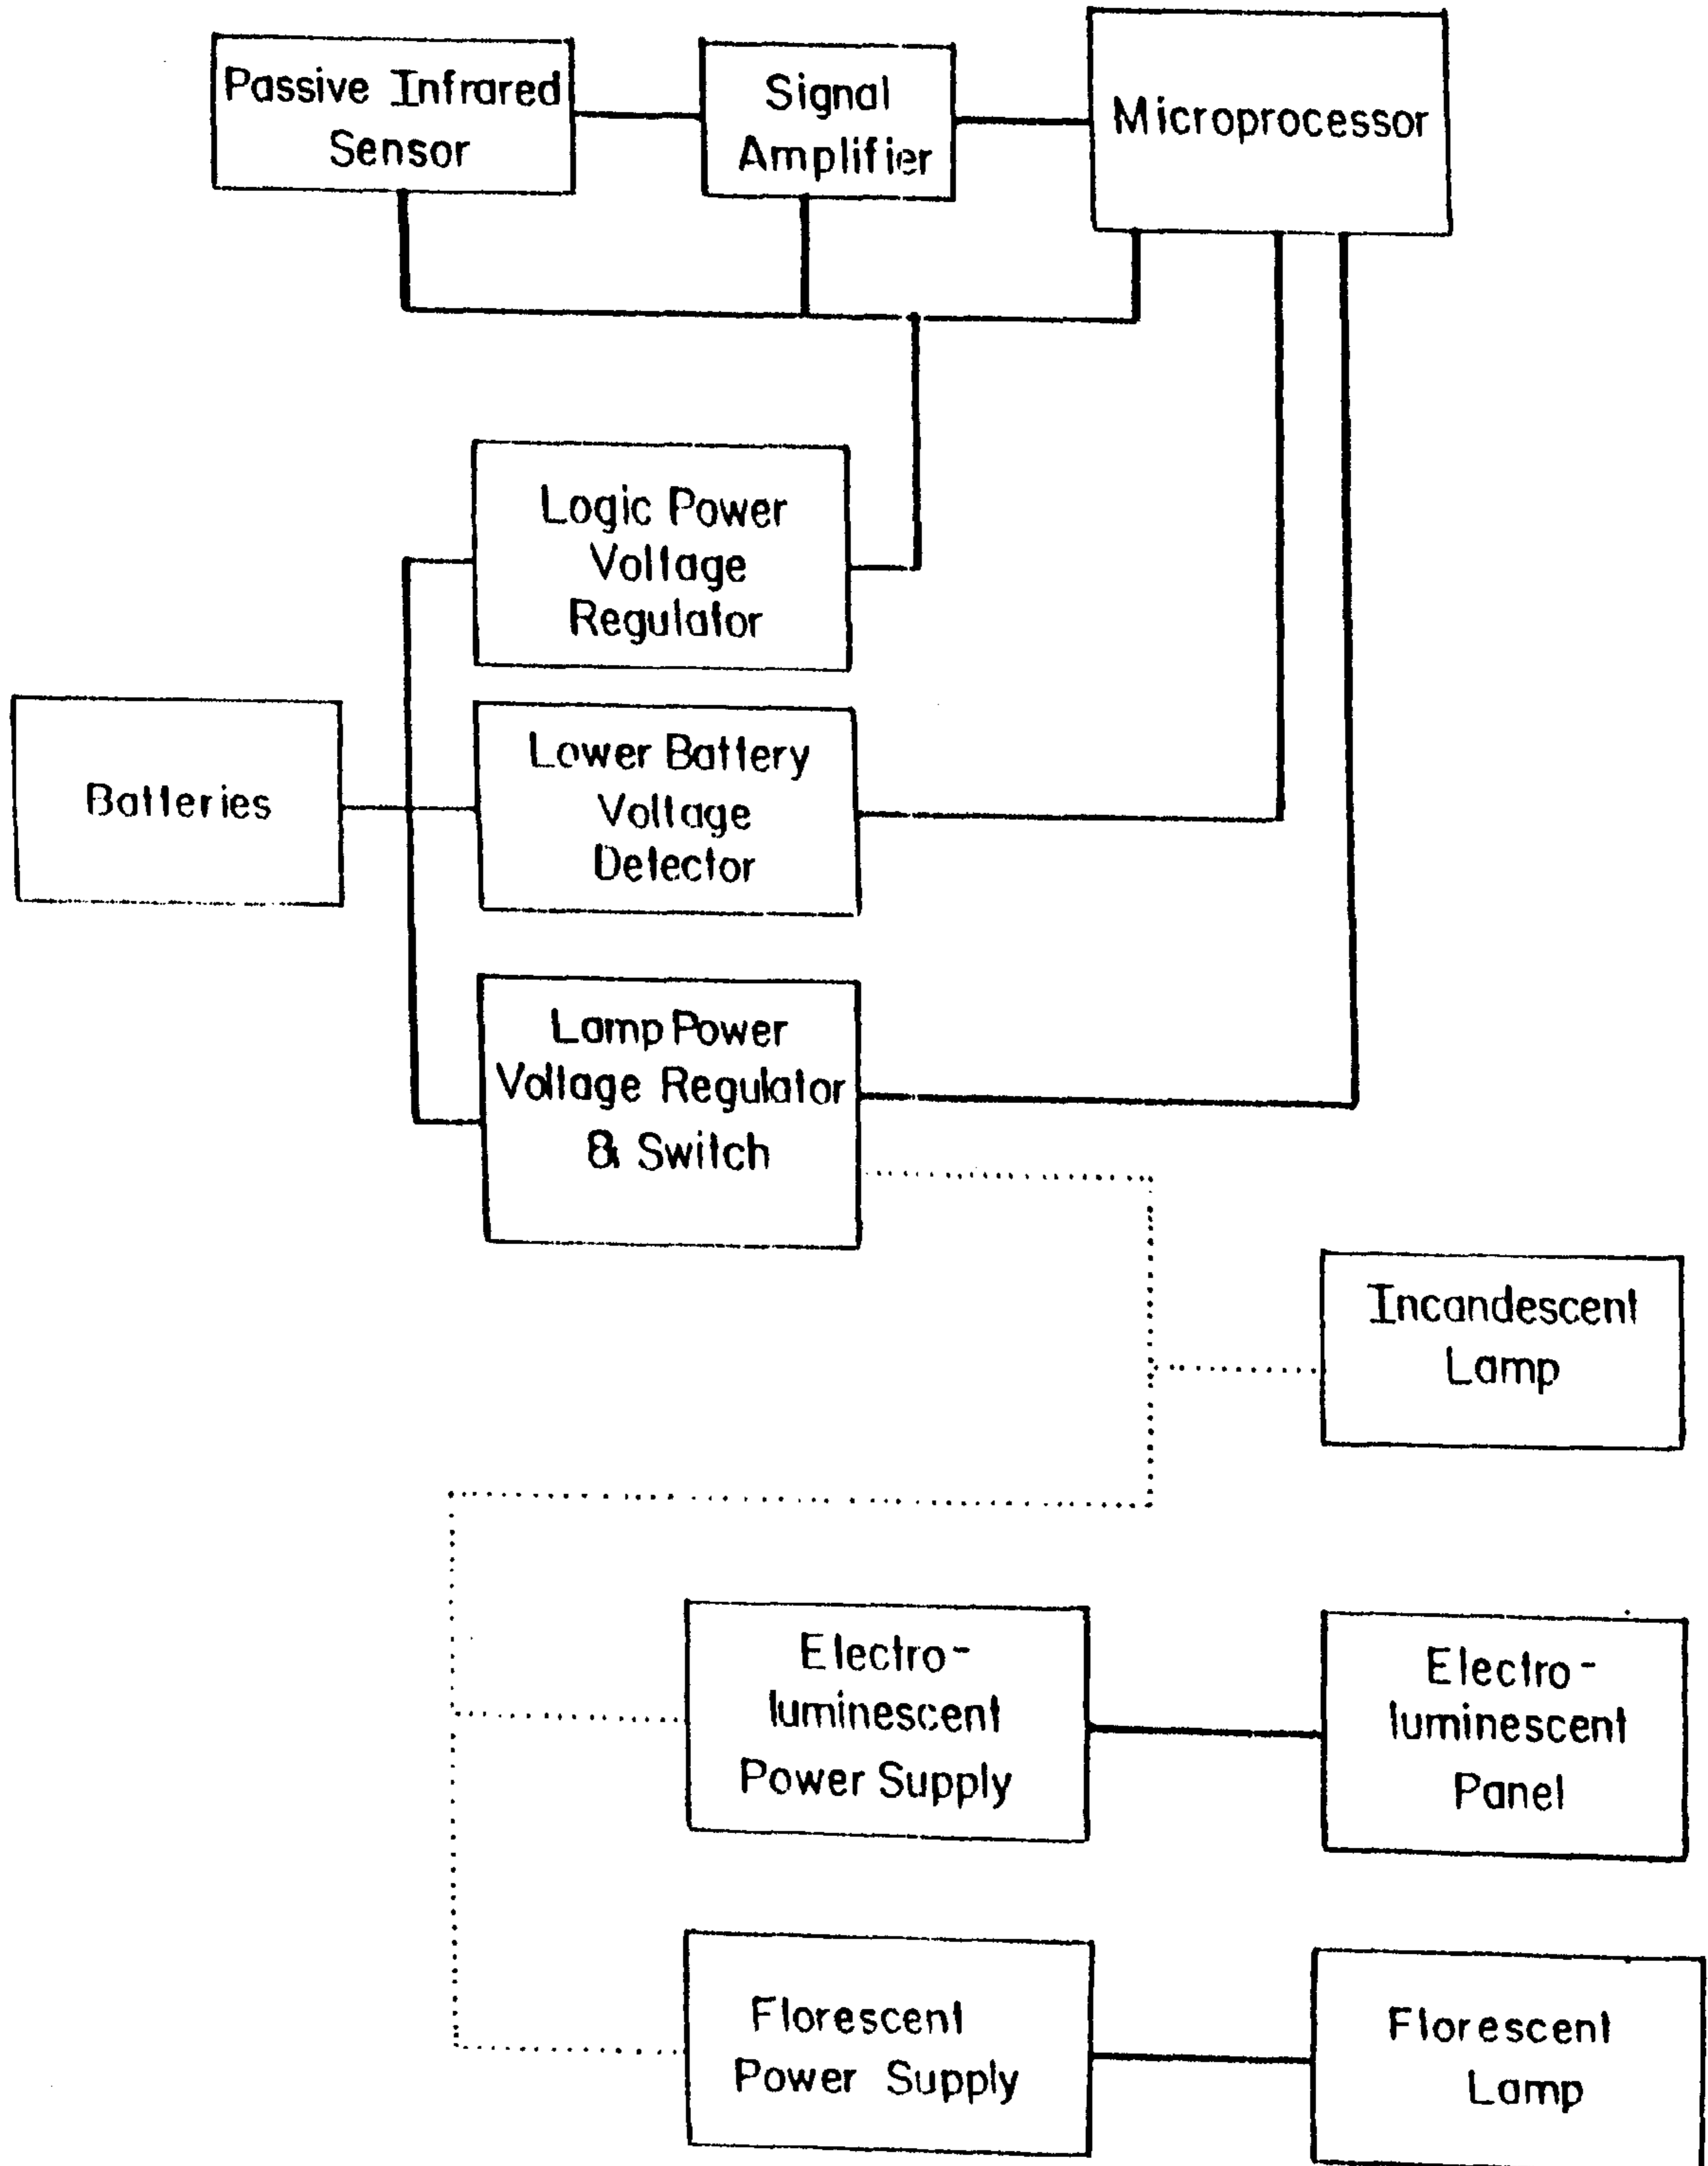 Passive Infrared
Sensor
Signal
Amplifier
Microprocessor
Logic Power
Voltage
Regulator
Batteries
Lower Battery
Voltage
Detector
Lamp Power
Voltage Regulator
& Switch
Incandescent
Lamp
Electro-
luminescent
Power Supply
Electro-
luminescent
Panel
Florescent
Power Supply
Florescent
Lamp